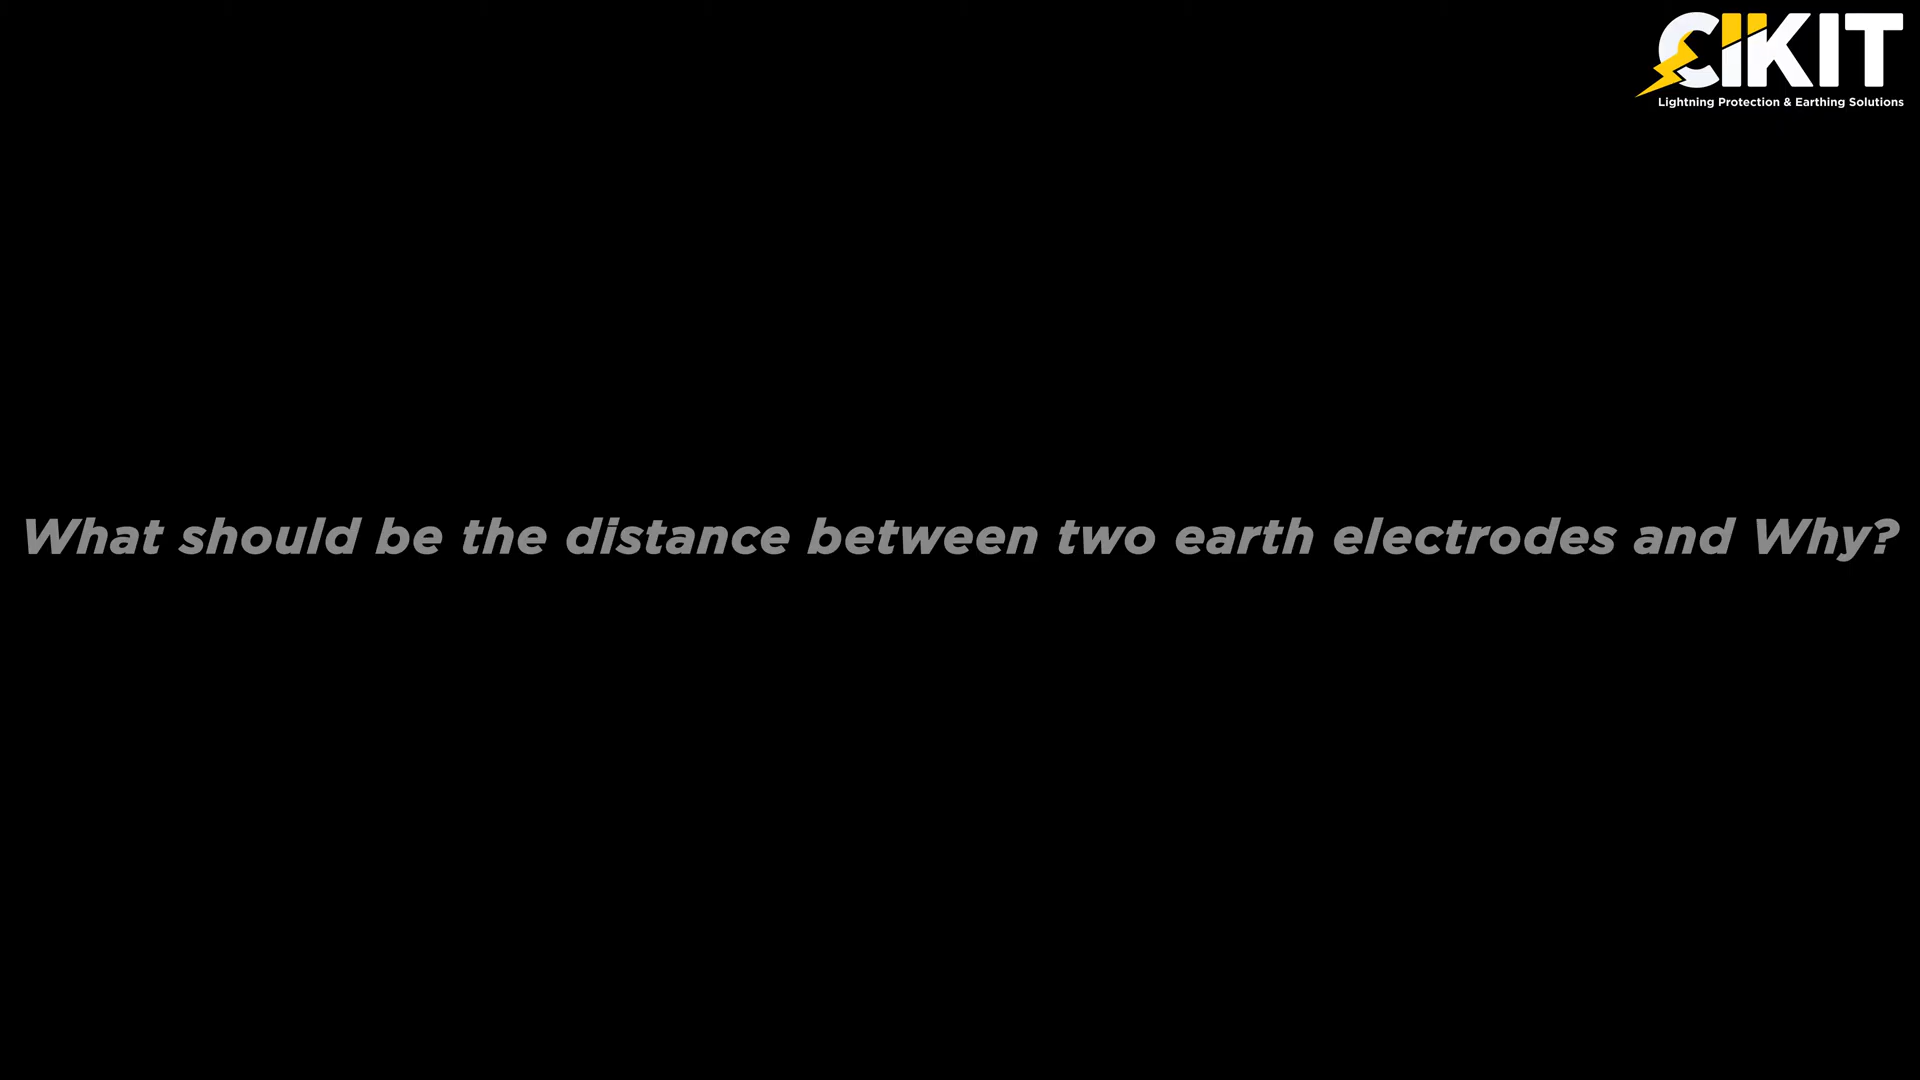 CIKIT
Lightning Protection & Earthing Solutions
What should be the distance between two earth electrodes and Why?